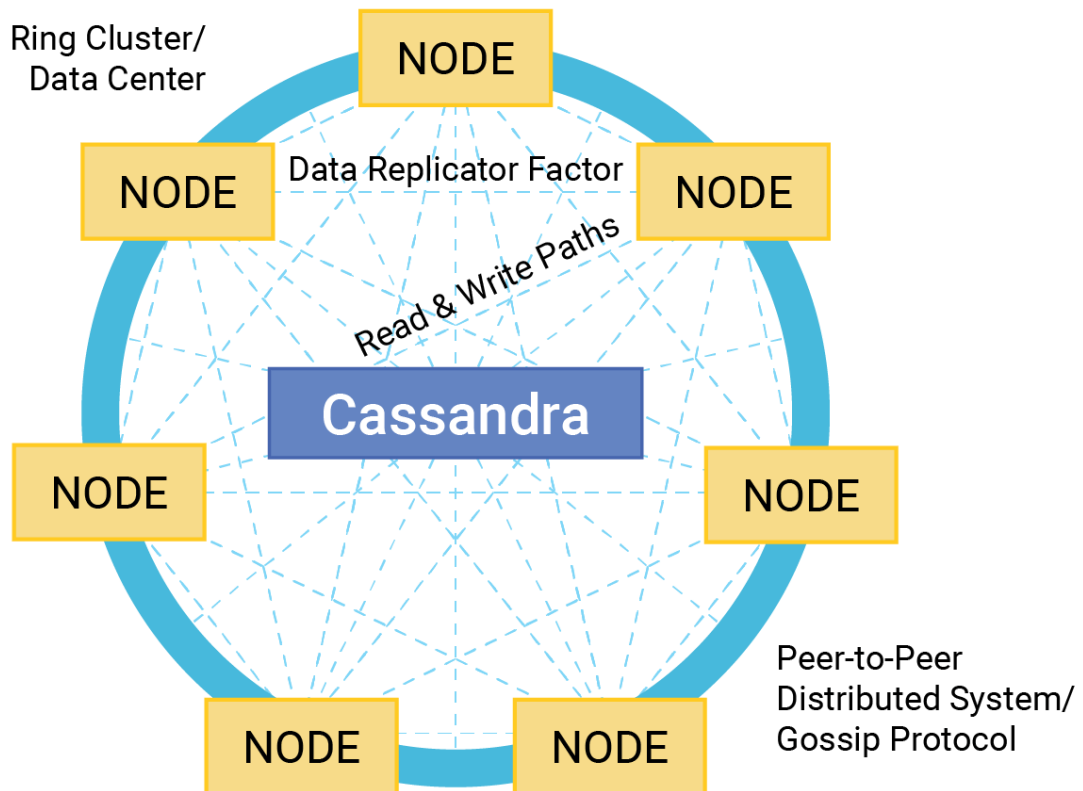 Ring Cluster/
Data Center
NODE
NODE
Data Replicator Factor
NODE
Read & Write Paths
Cassandra
NODE
NODE
Peer-to-Peer
Distributed System/
Gossip Protocol
NODE
NODE